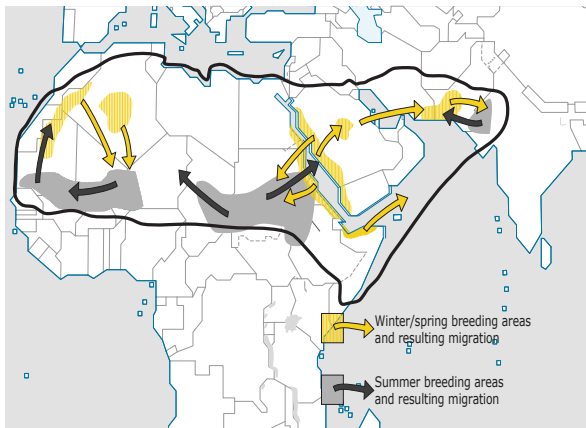 Winter/spring breeding areas
and resulting migration
Summer breeding areas
and resulting migration